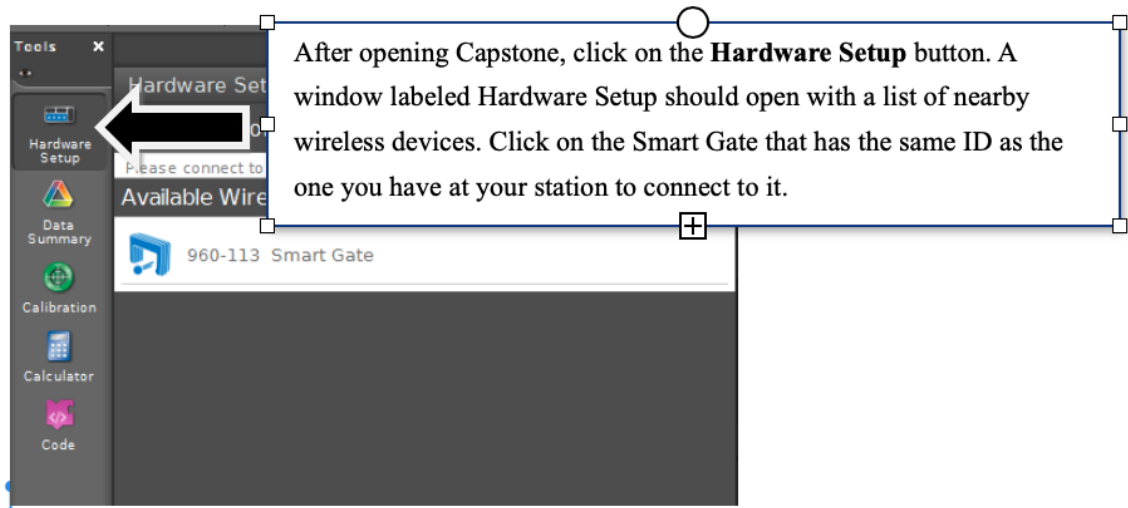 Tools
After opening Capstone, click on the Hardware Setup button. A
window labeled Hardware Setup should open with a list of nearby
wireless devices. Click on the Smart Gate that has the same ID as the
one you have at your station to connect to it.
Hardware Set
Please connect to
Available Wire
960-113 Smart Gate
Hardware
Setup
Data
Summary
Calibration
Calculator
Code